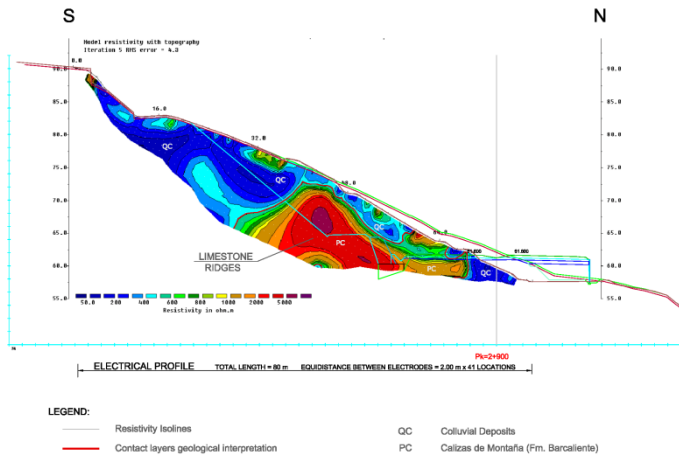 S N
Model resistivity with topography
Iteration 5 RMS error = 4.0
0.0
90.0 90.0
85.0 85.0
16.0
80.0 80.0
QC
32.0
75.0 75.0
QC
48.0
70.0 70.0
QC
65.0 65.0
64.0
PC
LIMESTONE
RIDGES
60.0 60.0
PC QC
55.0 55.0
50.0 200 400 600 800 1000 2000 5000
Resistivity in ohm.m
Pk=2+900
ELECTRICAL PROFILE TOTAL LENGTH = 80 m EQUIDISTANCE BETWEEN ELECTRODES = 2.00 m x 41 LOCATIONS
LEGEND:
Resistivity Isolines QC Colluvial Deposits
Contact layers geological interpretation PC Calizas de Montaña (Fm. Barcaliente)